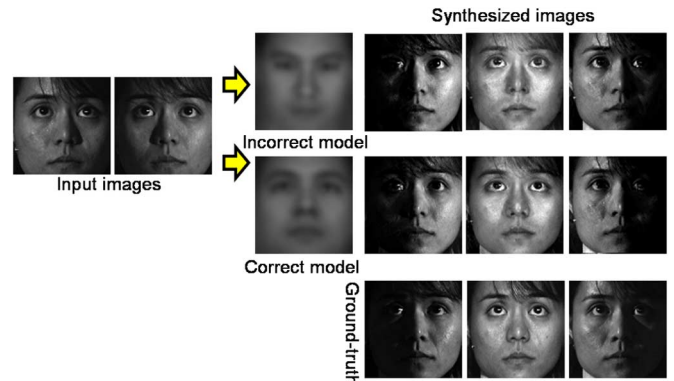 Synthesized images
Incorrect model
Input images
Correct model
Ground-truth